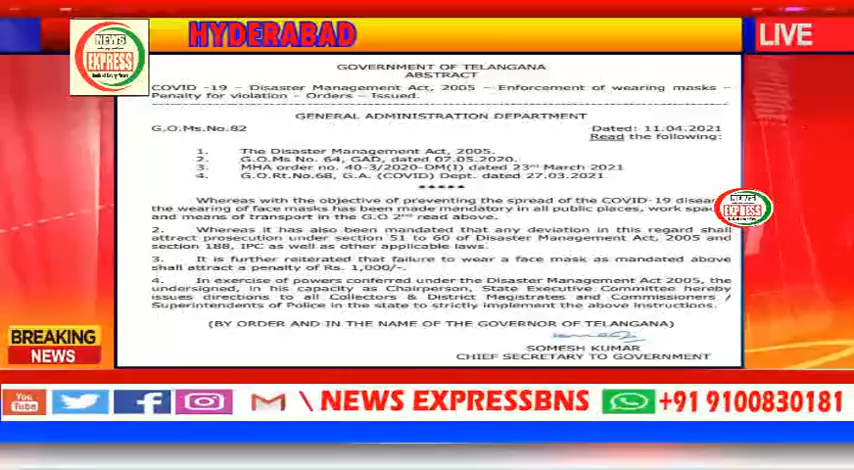 HYDERABAD
LIVE
NEWS
EXPRESS
GOVERNMENT OF TELANGANA
ABSTRACT
COVID -19 – Disaster Management Act, 2005 – Enforcement of wearing masks –
Penalty for violation – Orders – Issued.
GENERAL ADMINISTRATION DEPARTMENT
G.O.Ms.No.82
Dated: 11.04.2021
Read the following:
1. The Disaster Management Act, 2005.
2. G.O.Ms No. 64, GAD, dated 07.05.2020.
3. MHA order no. 40-3/2020-DM(I) dated 23rd March 2021
4. G.O.Rt.No.68, G.A. (COVID) Dept. dated 27.03.2021
*****
Whereas with the objective of preventing the spread of the COVID-19 diseas
the wearing of face masks has been made mandatory in all public places, work spac
and means of transport in the G.O 2nd read above.
2. Whereas it has also been mandated that any deviation in this regard shall
attract prosecution under section 51 to 60 of Disaster Management Act, 2005 and
section 188, IPC as well as other applicable laws.
3. It is further reiterated that failure to wear a face mask as mandated above
shall attract a penalty of Rs. 1,000/-.
4. In exercise of powers conferred under the Disaster Management Act 2005, the
undersigned, in his capacity as Chairperson, State Executive Committee hereby
issues directions to all Collectors & District Magistrates and Commissioners /
Superintendents of Police in the state to strictly implement the above instructions.
(BY ORDER AND IN THE NAME OF THE GOVERNOR OF TELANGANA)
SOMESH KUMAR
CHIEF SECRETARY TO GOVERNMENT
NEWS
EXPRESS
BREAKING
NEWS
You
Tube
\ NEWS EXPRESSBNS
+91 9100830181